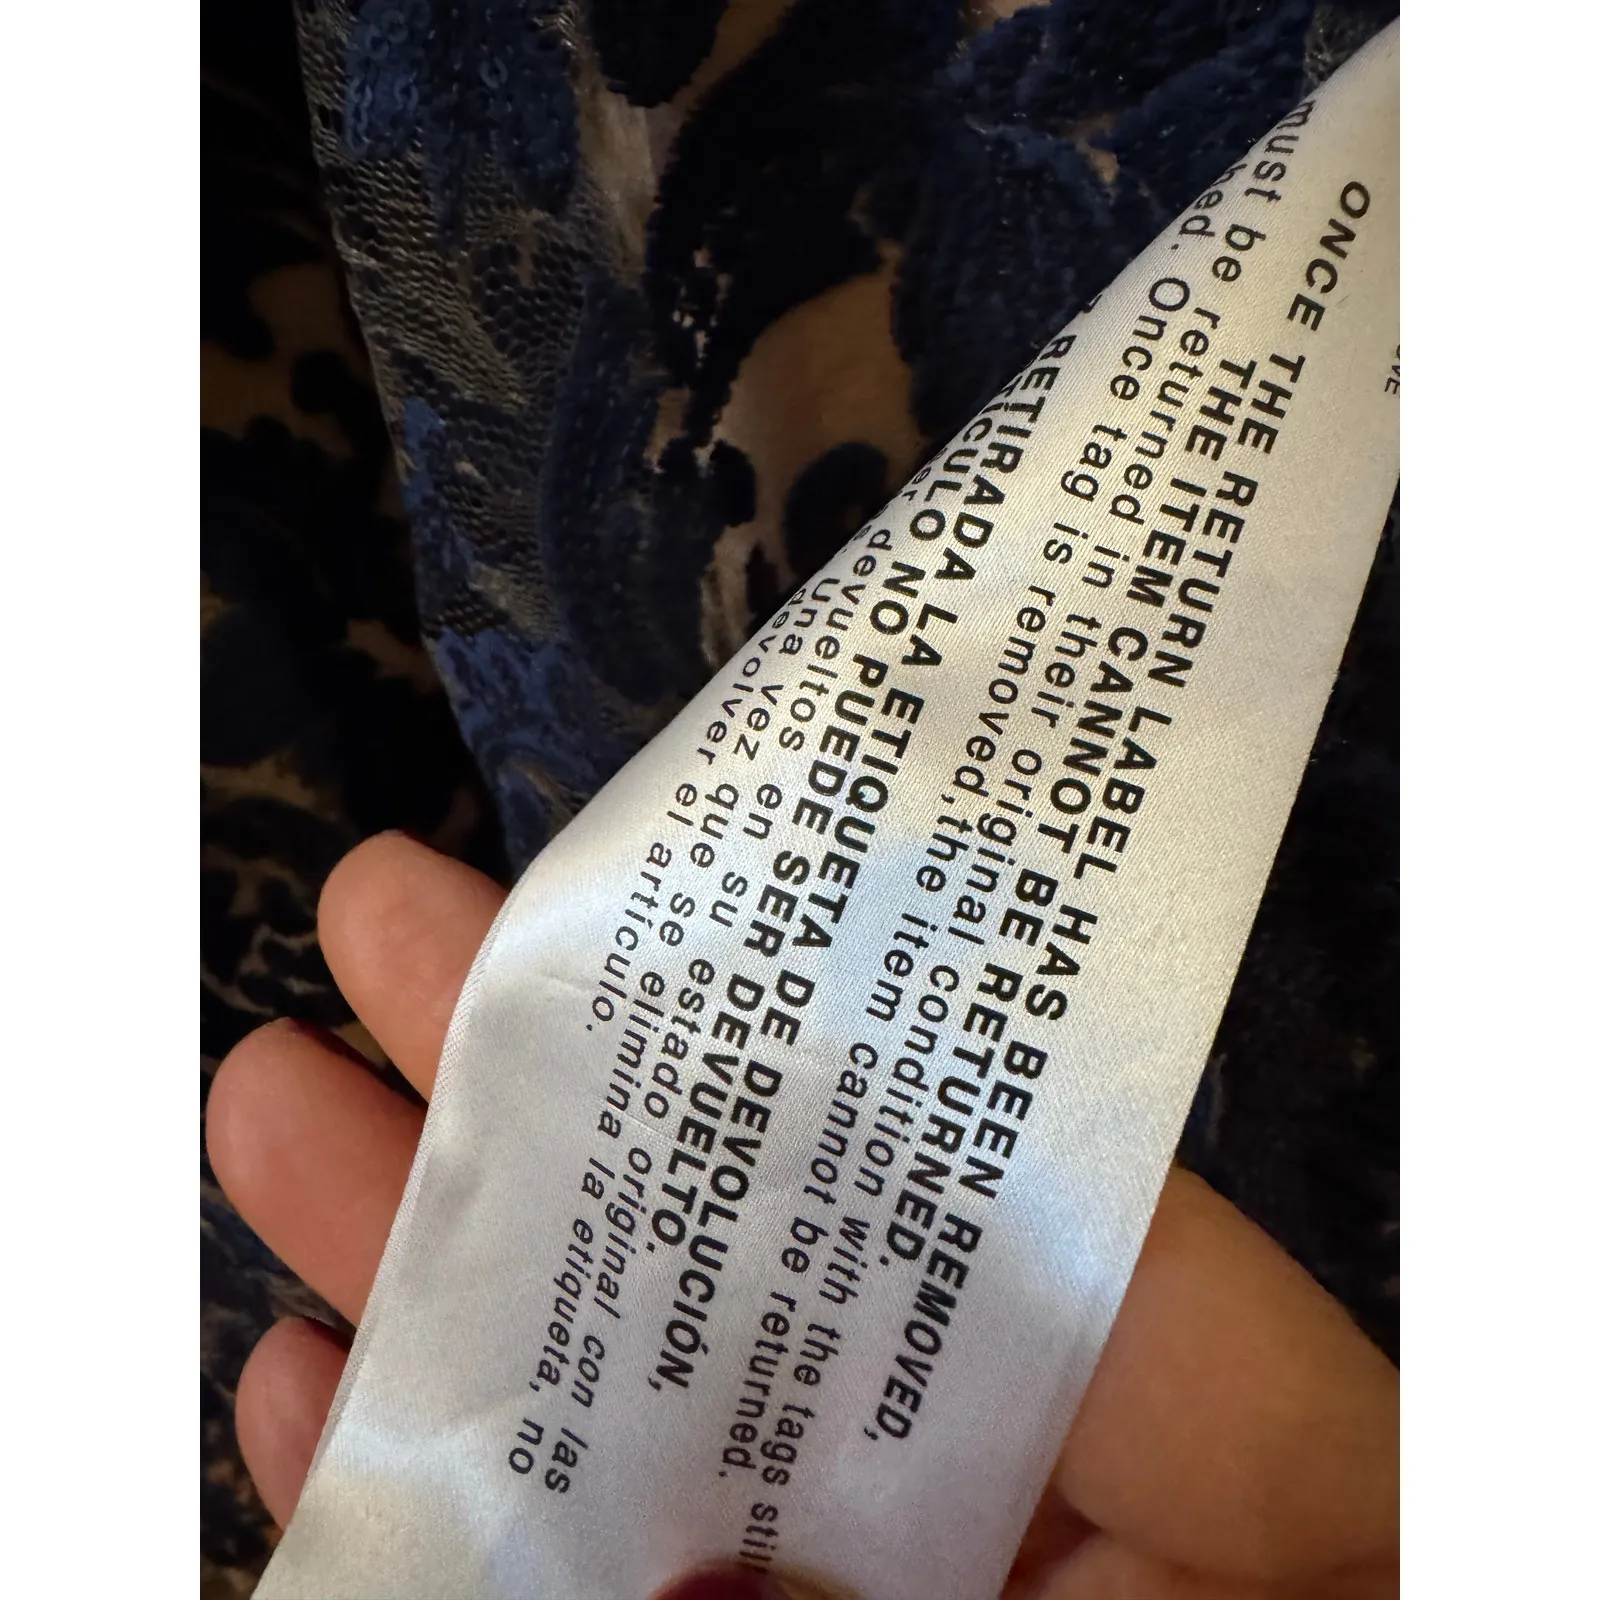 ONCE THE RETURN LABEL HAS BEEN REMOVED,
THE ITEM CANNOT BE RETURNED.
must be returned in their original condition with the tags still
Once tag is removed,the item cannot be returned.
RETIRADA LA ETIQUETA DE DEVOLUCIÓN,
NO PUEDE SER DEVUELTO.
devueltos en su estado original con las
Una vez que se elimina la etiqueta, no
devolver el articulo.